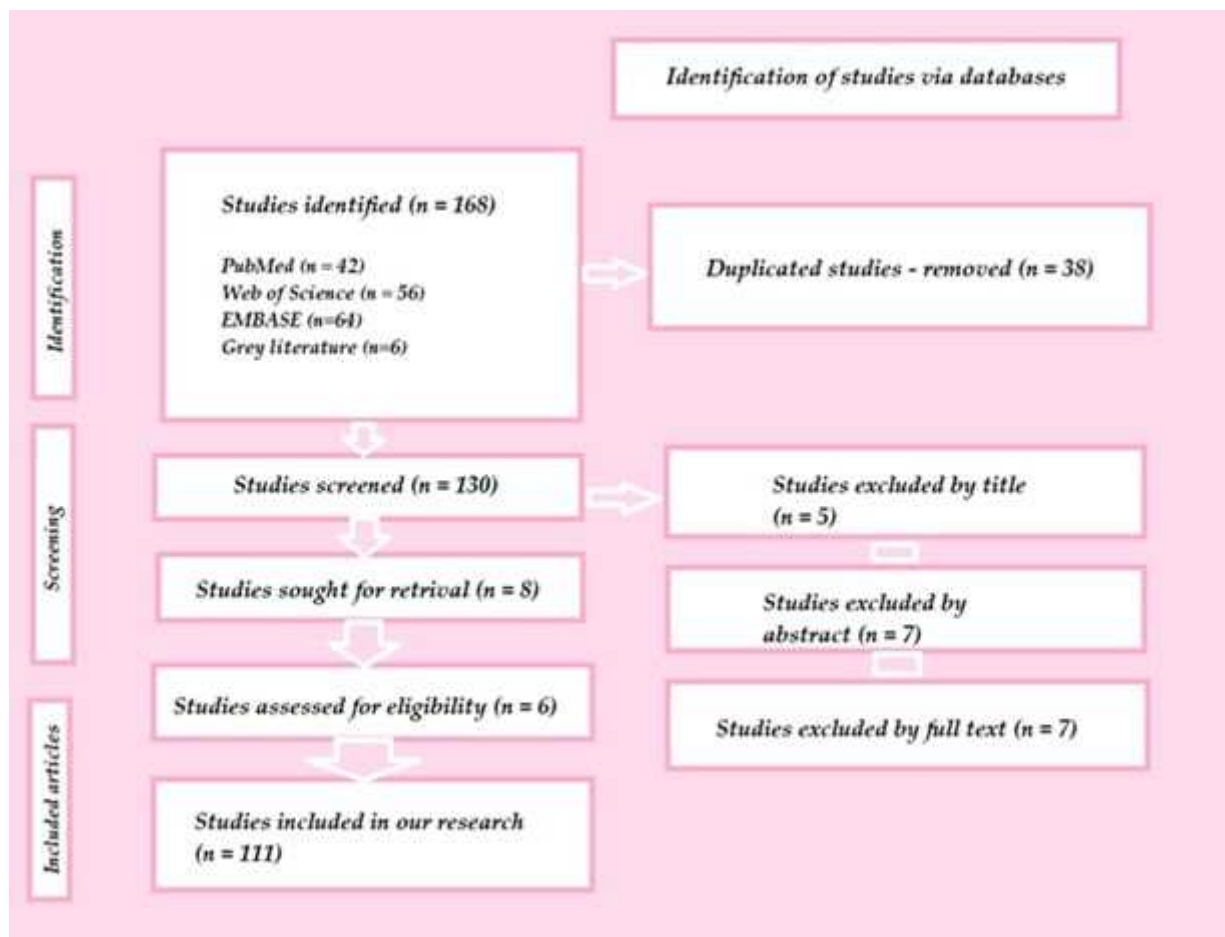 Identification of studies via databases
Identification
Studies identified (n = 168)
PubMed (n = 42)
Web of Science (n = 56)
EMBASE (n=64)
Grey literature (n=6)
Duplicated studies - removed (n = 38)
Screening
Studies screened (n = 130)
Studies excluded by title
(n = 5)
Studies sought for retrival (n = 8)
Studies excluded by
abstract (n = 7)
Studies assessed for eligibility (n = 6)
Studies excluded by full text (n = 7)
Included articles
Studies included in our research
(n = 111)